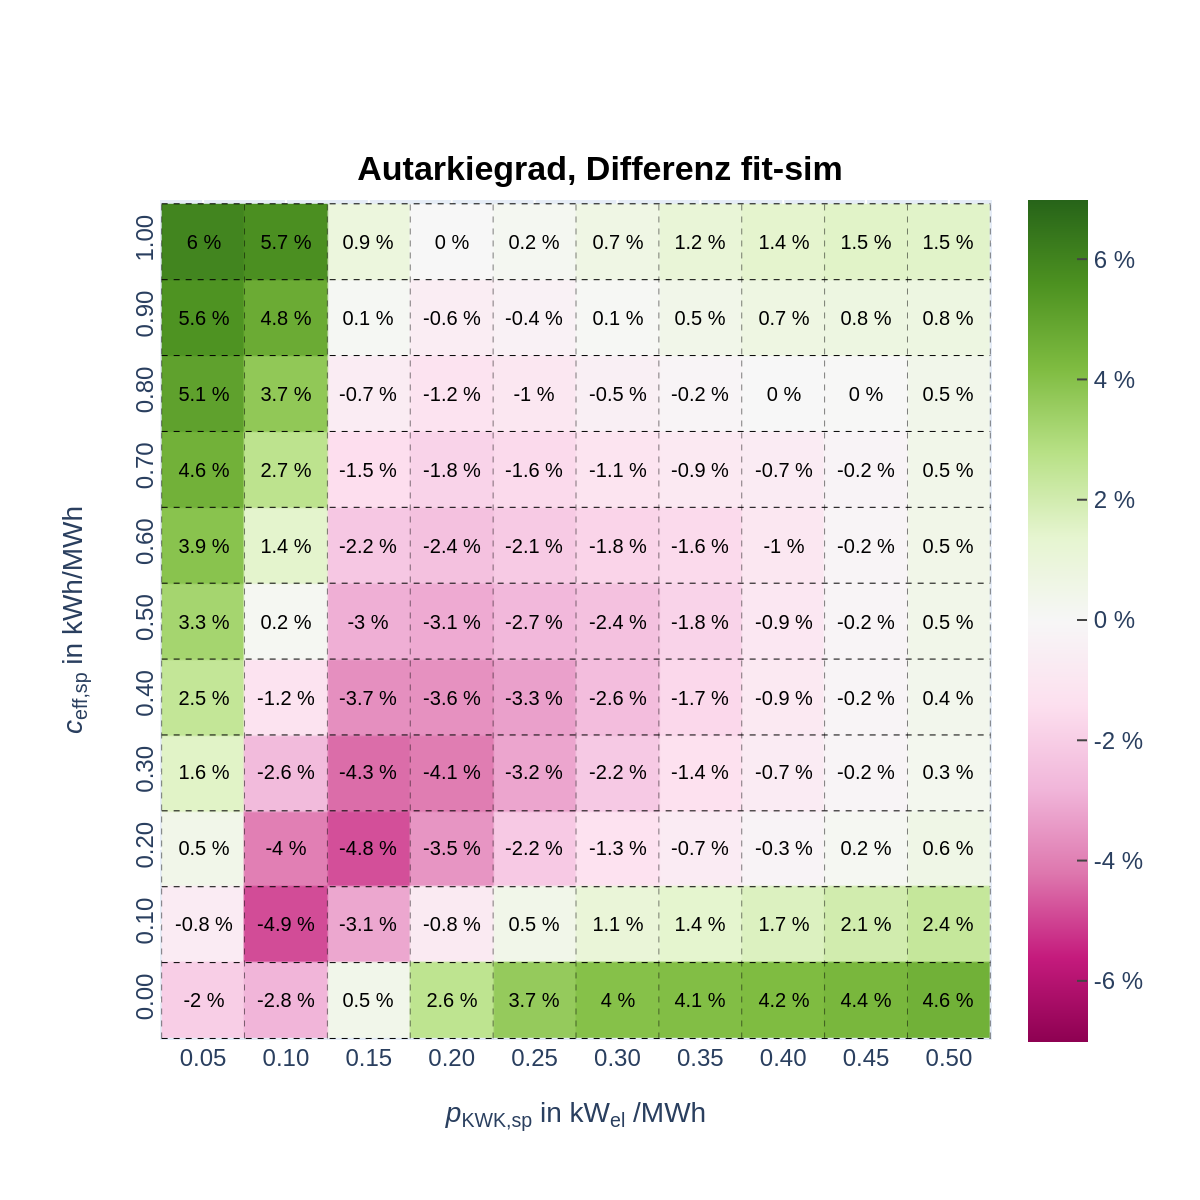 Autarkiegrad, Differenz fit-sim
1.00 6 % 5.7 % 0.9 % 0 % 0.2 % 0.7 % 1.2 % 1.4 % 1.5 % 1.5 %
0.90 5.6 % 4.8 % 0.1 % -0.6 % -0.4 % 0.1 % 0.5 % 0.7 % 0.8 % 0.8 %
0.80 5.1 % 3.7 % -0.7 % -1.2 % -1 % -0.5 % -0.2 % 0 % 0 % 0.5 %
0.70 4.6 % 2.7 % -1.5 % -1.8 % -1.6 % -1.1 % -0.9 % -0.7 % -0.2 % 0.5 %
0.60 3.9 % 1.4 % -2.2 % -2.4 % -2.1 % -1.8 % -1.6 % -1 % -0.2 % 0.5 %
0.50 3.3 % 0.2 % -3 % -3.1 % -2.7 % -2.4 % -1.8 % -0.9 % -0.2 % 0.5 %
0.40 2.5 % -1.2 % -3.7 % -3.6 % -3.3 % -2.6 % -1.7 % -0.9 % -0.2 % 0.4 %
0.30 1.6 % -2.6 % -4.3 % -4.1 % -3.2 % -2.2 % -1.4 % -0.7 % -0.2 % 0.3 %
0.20 0.5 % -4 % -4.8 % -3.5 % -2.2 % -1.3 % -0.7 % -0.3 % 0.2 % 0.6 %
0.10 -0.8 % -4.9 % -3.1 % -0.8 % 0.5 % 1.1 % 1.4 % 1.7 % 2.1 % 2.4 %
0.00 -2 % -2.8 % 0.5 % 2.6 % 3.7 % 4 % 4.1 % 4.2 % 4.4 % 4.6 %
0.05 0.10 0.15 0.20 0.25 0.30 0.35 0.40 0.45 0.50
pKWK,sp in kWel /MWh
ceff,sp in kWh/MWh
6 %
4 %
2 %
0 %
-2 %
-4 %
-6 %